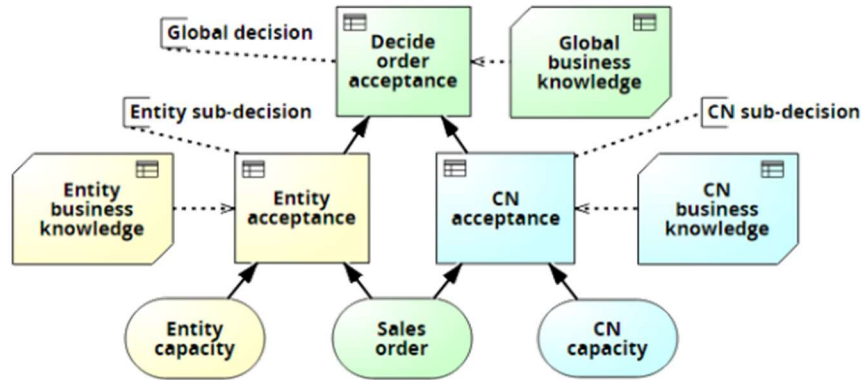 Global decision
Decide
order
acceptance
Global
business
knowledge
Entity sub-decision
CN sub-decision
Entity
business
knowledge
Entity
acceptance
CN
acceptance
CN
business
knowledge
Entity
capacity
Sales
order
CN
capacity